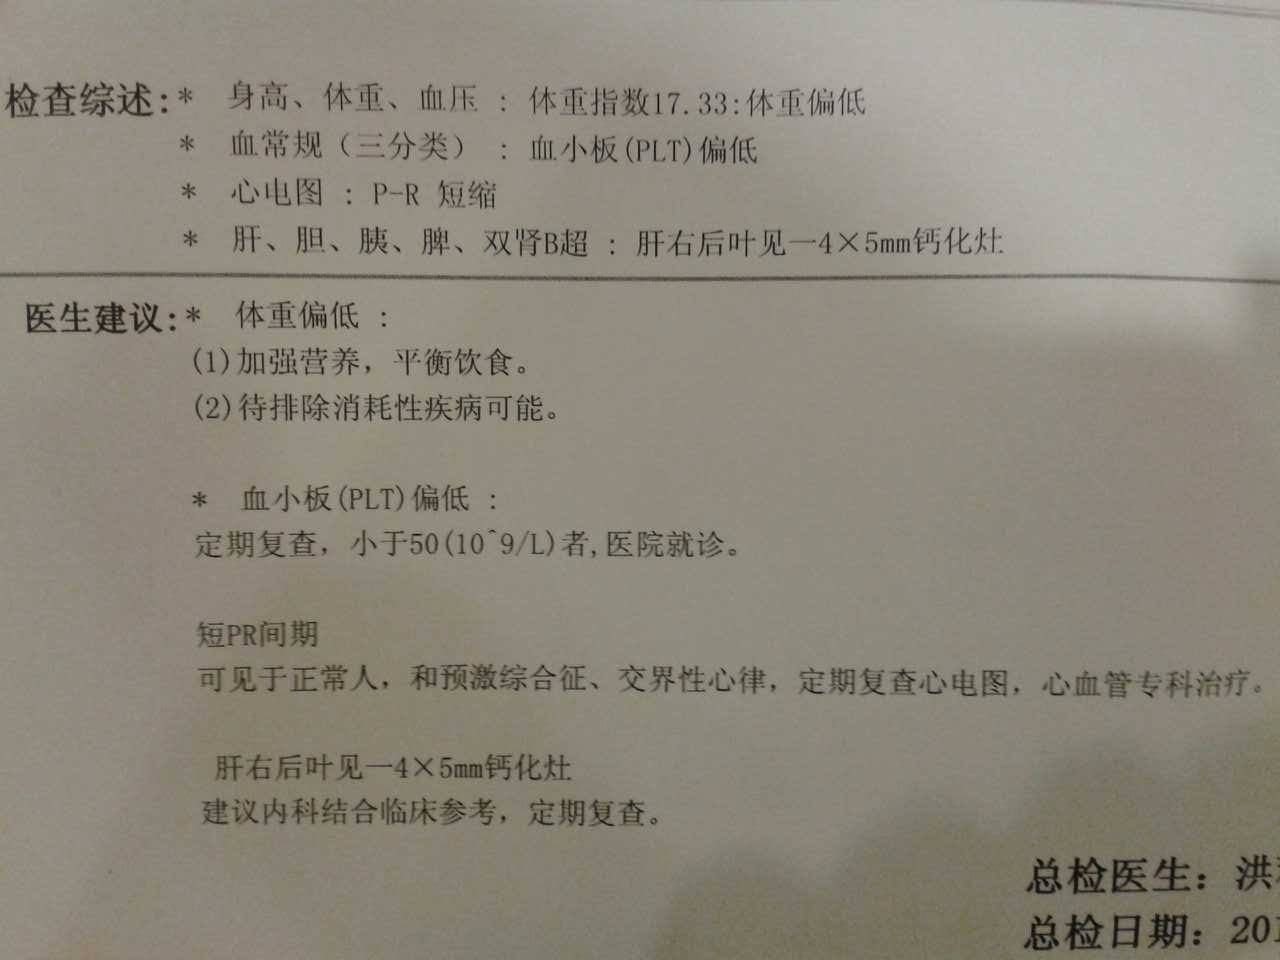 检查综述:* 身高、体重、血压 : 体重指数17.33:体重偏低
* 血常规（三分类） : 血小板(PLT)偏低
* 心电图 : P-R 短缩
* 肝、胆、胰、脾、双肾B超 : 肝右后叶见一4×5mm钙化灶
医生建议:* 体重偏低 :
(1)加强营养，平衡饮食。
(2)待排除消耗性疾病可能。
* 血小板(PLT)偏低 :
定期复查，小于50(10^9/L)者,医院就诊。
短PR间期
可见于正常人，和预激综合征、交界性心律，定期复查心电图，心血管专科治疗。
肝右后叶见一4×5mm钙化灶
建议内科结合临床参考，定期复查。
总检医生: 洪
总检日期: 201